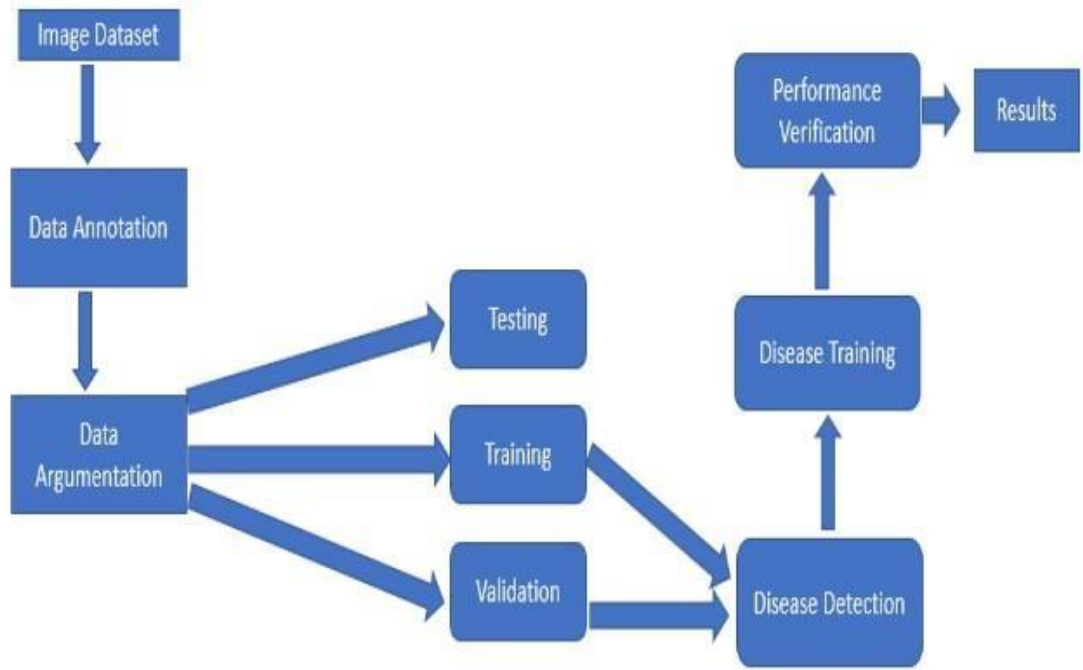 Image Dataset
Data Annotation
Data
Argumentation
Testing
Training
Validation
Disease Detection
Disease Training
Performance
Verification
Results